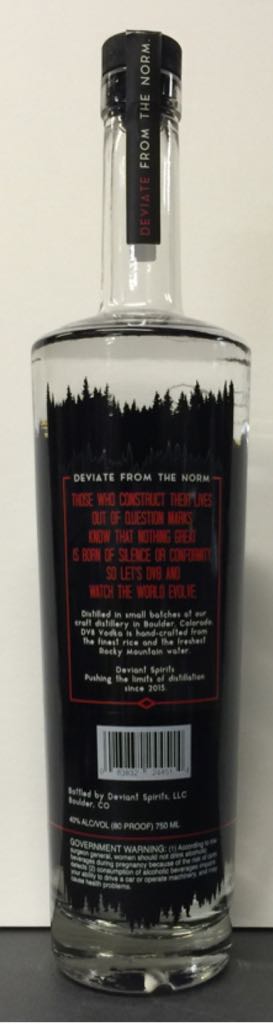 DEVIATE FROM THE NORM.
DEVIATE FROM THE NORM
THOSE WHO CONSTRUCT THEIR LIVES
OUT OF QUESTION MARKS
KNOW THAT NOTHING GREAT
IS BORN OF SILENCE OR CONFORMITY
SO LET'S DV8 AND
WATCH THE WORLD EVOLVE
Distilled in small batches at our
craft distillery in Boulder, Colorado.
DV8 Vodka is hand-crafted from
the finest rice and the freshest
Rocky Mountain water.
Deviant Spirits
Pushing the limits of distillation
since 2015.
Bottled by Deviant Spirits, LLC
Boulder, CO
40% ALC/VOL (80 PROOF) 750 ML
GOVERNMENT WARNING: (1) According to the
surgeon general, women should not drink alcoholic
beverages during pregnancy because of the risk of birth
defects (2) consumption of alcoholic beverages impairs
your ability to drive a car or operate machinery, and may
cause health problems.